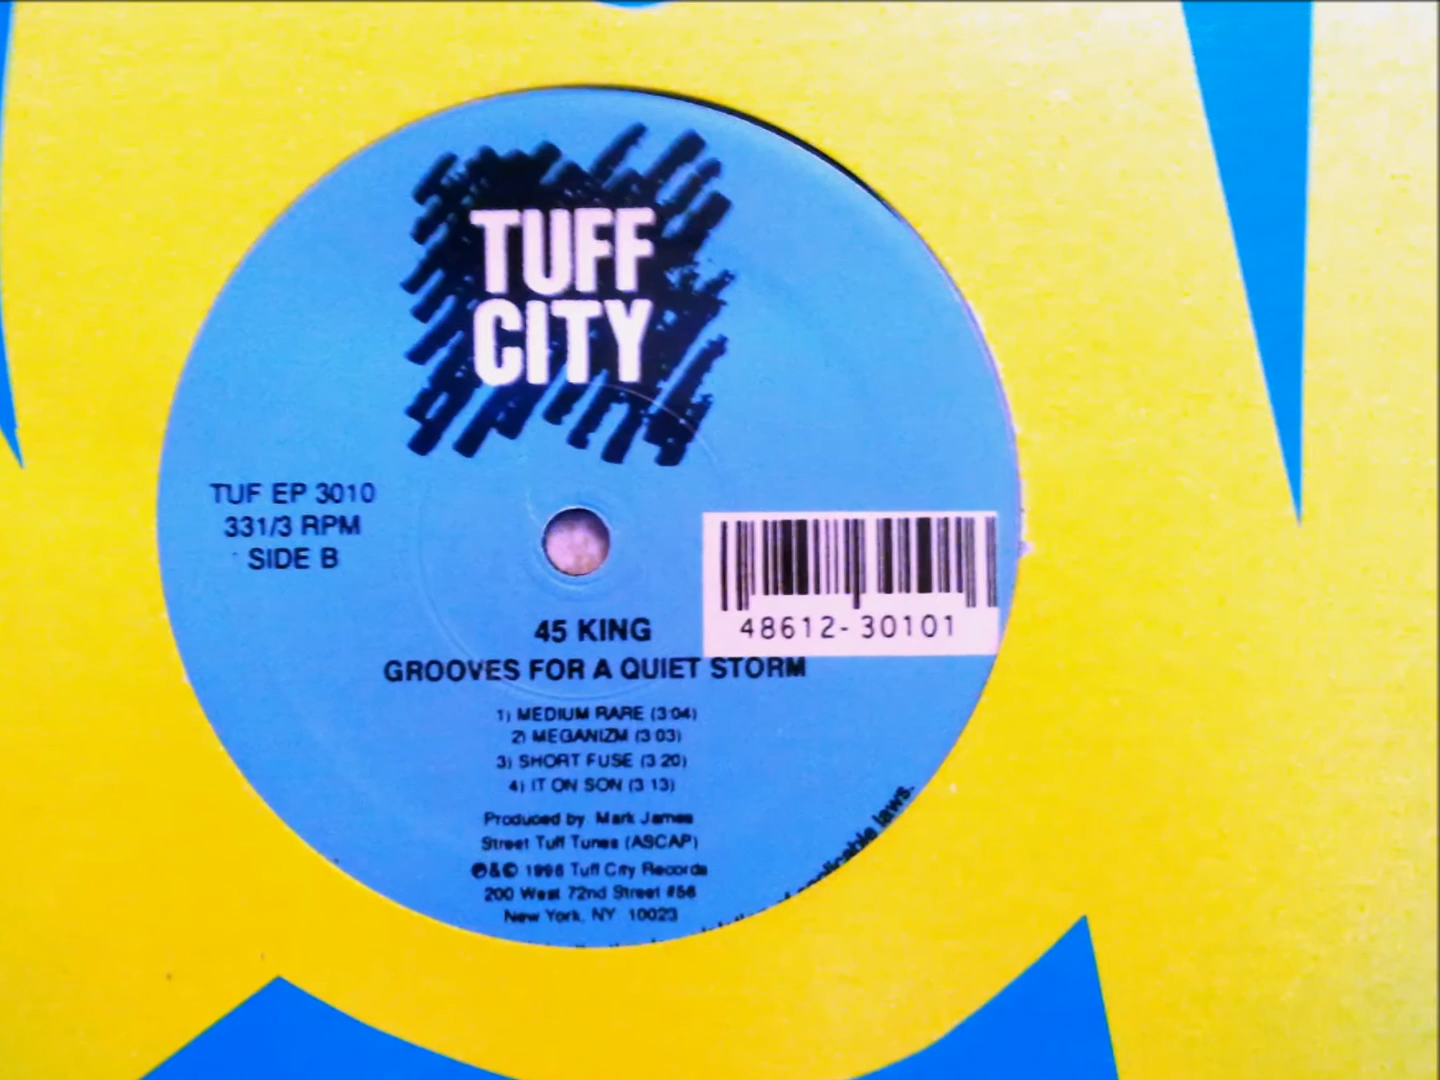 TUFF
CITY
TUF EP 3010
331/3 RPM
SIDE B
48612-30101
45 KING
GROOVES FOR A QUIET STORM
1) MEDIUM RARE (3:04)
2) MEGANIZM (3:03)
3) SHORT FUSE (3:20)
4) IT ON SON (3:13)
Produced by Mark James
Street Tuff Tunes (ASCAP)
℗&© 1996 Tuff City Records
200 West 72nd Street #56
New York, NY 10023
applicable laws.